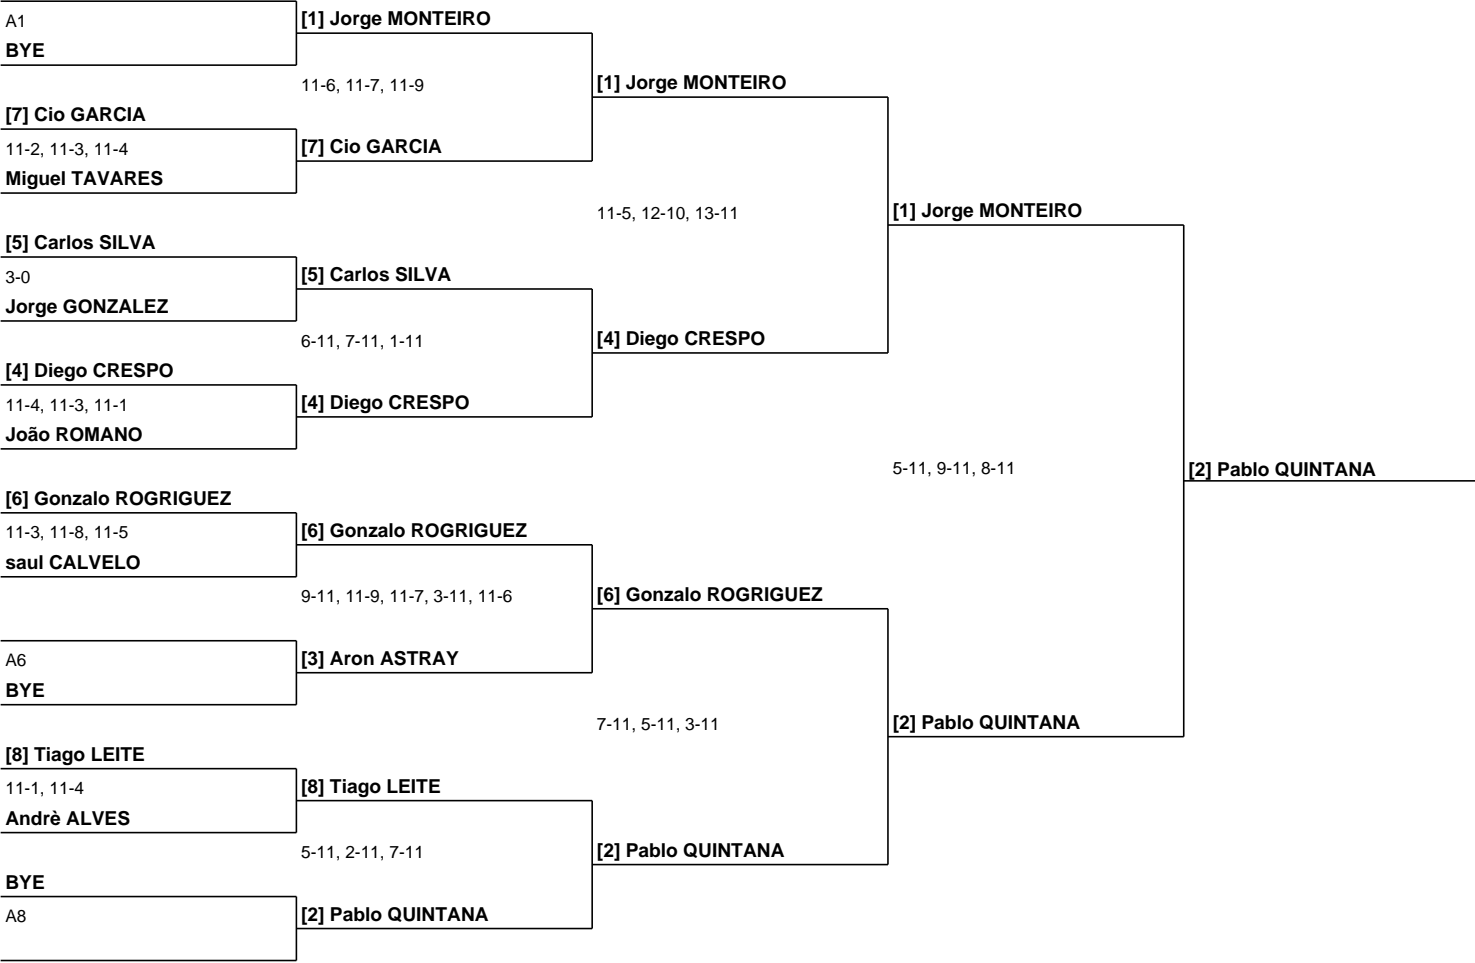 A1
BYE
[7] Cio GARCIA
11-2, 11-3, 11-4
Miguel TAVARES
[5] Carlos SILVA
3-0
Jorge GONZALEZ
[4] Diego CRESPO
11-4, 11-3, 11-1
João ROMANO
[6] Gonzalo ROGRIGUEZ
11-3, 11-8, 11-5
saul CALVELO
A6
BYE
[8] Tiago LEITE
11-1, 11-4
Andrè ALVES
BYE
A8
[1] Jorge MONTEIRO
11-6, 11-7, 11-9
[7] Cio GARCIA
[5] Carlos SILVA
6-11, 7-11, 1-11
[4] Diego CRESPO
[6] Gonzalo ROGRIGUEZ
9-11, 11-9, 11-7, 3-11, 11-6
[3] Aron ASTRAY
[8] Tiago LEITE
5-11, 2-11, 7-11
[2] Pablo QUINTANA
[1] Jorge MONTEIRO
11-5, 12-10, 13-11
[4] Diego CRESPO
[6] Gonzalo ROGRIGUEZ
7-11, 5-11, 3-11
[2] Pablo QUINTANA
[1] Jorge MONTEIRO
5-11, 9-11, 8-11
[2] Pablo QUINTANA
[2] Pablo QUINTANA